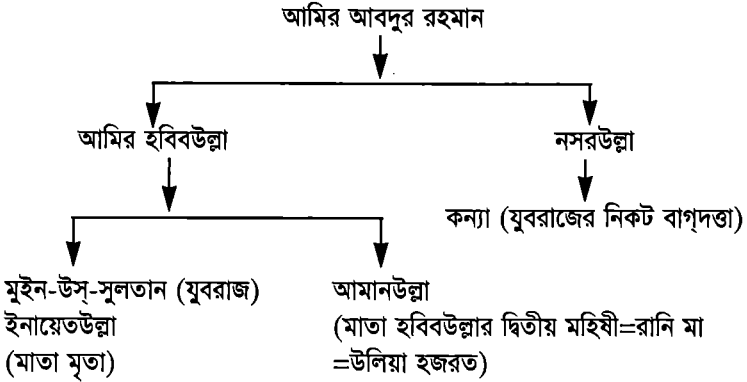 আমির আবদুর রহমান
আমির হবিবউল্লা
নসরউল্লা
কন্যা (যুবরাজের নিকট বাগ্‌দত্তা)
মুইন-উস্-সুলতান (যুবরাজ)
ইনায়েতউল্লা
(মাতা মৃতা)
আমানউল্লা
(মাতা হবিবউল্লার দ্বিতীয় মহিষী=রানি মা
=উলিয়া হজরত)